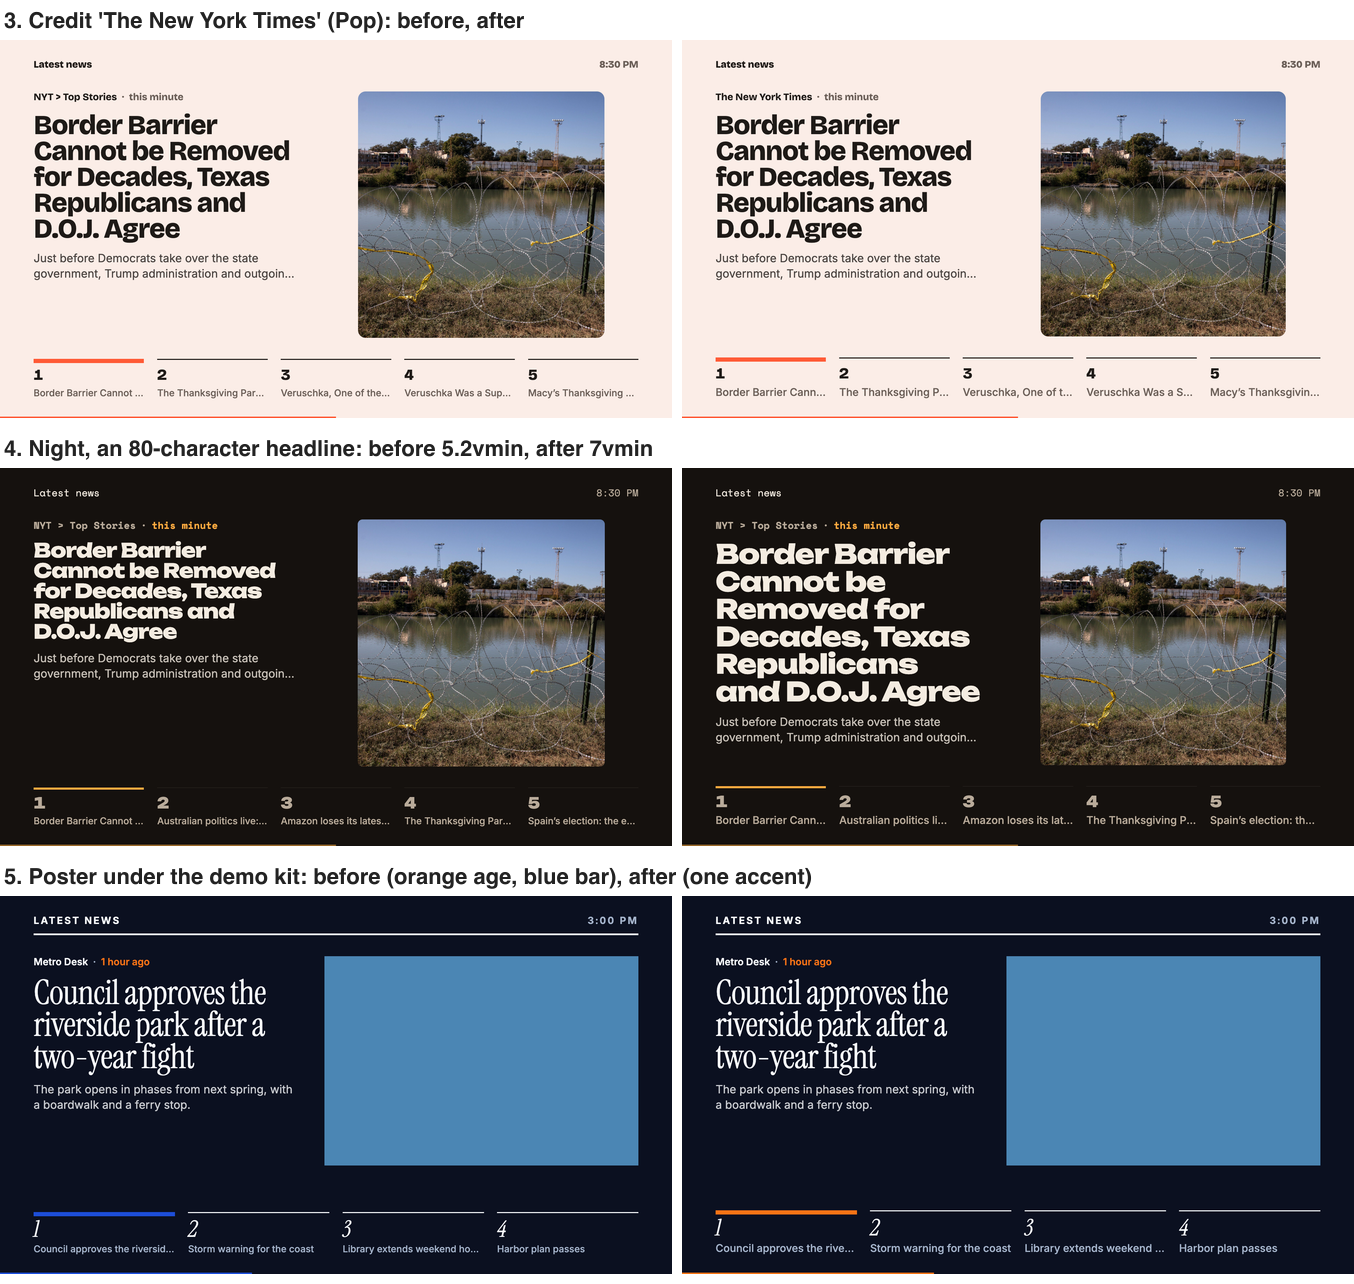 3. Credit 'The New York Times' (Pop): before, after
Latest news
8:30 PM
NYT > Top Stories · this minute
Border Barrier
Cannot be Removed
for Decades, Texas
Republicans and
D.O.J. Agree
Just before Democrats take over the state
government, Trump administration and outgoin...
1
2
3
4
5
Border Barrier Cannot ...
The Thanksgiving Par...
Veruschka, One of the...
Veruschka Was a Sup...
Macy's Thanksgiving ...
Latest news
8:30 PM
The New York Times · this minute
Border Barrier
Cannot be Removed
for Decades, Texas
Republicans and
D.O.J. Agree
Just before Democrats take over the state
government, Trump administration and outgoin...
1
2
3
4
5
Border Barrier Cann...
The Thanksgiving P...
Veruschka, One of t...
Veruschka Was a S...
Macy's Thanksgivin...
4. Night, an 80-character headline: before 5.2vmin, after 7vmin
Latest news
8:30 PM
NYT > Top Stories · this minute
Border Barrier
Cannot be Removed
for Decades, Texas
Republicans and
D.O.J. Agree
Just before Democrats take over the state
government, Trump administration and outgoin...
1
2
3
4
5
Border Barrier Cannot ...
Australian politics live:...
Amazon loses its lates...
The Thanksgiving Par...
Spain's election: the e...
Latest news
8:30 PM
NYT > Top Stories · this minute
Border Barrier
Cannot be
Removed for
Decades, Texas
Republicans
and D.O.J. Agree
Just before Democrats take over the state
government, Trump administration and outgoin...
1
2
3
4
5
Border Barrier Cann...
Australian politics li...
Amazon loses its lat...
The Thanksgiving P...
Spain's election: th...
5. Poster under the demo kit: before (orange age, blue bar), after (one accent)
LATEST NEWS
3:00 PM
Metro Desk · 1 hour ago
Council approves the
riverside park after a
two-year fight
The park opens in phases from next spring, with
a boardwalk and a ferry stop.
1
2
3
4
Council approves the riversid...
Storm warning for the coast
Library extends weekend ho...
Harbor plan passes
LATEST NEWS
3:00 PM
Metro Desk · 1 hour ago
Council approves the
riverside park after a
two-year fight
The park opens in phases from next spring, with
a boardwalk and a ferry stop.
1
2
3
4
Council approves the rive...
Storm warning for the coast
Library extends weekend ...
Harbor plan passes